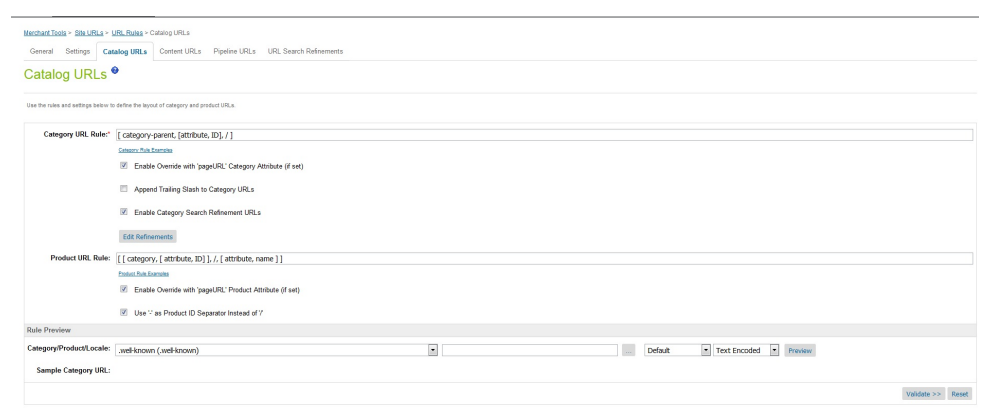 Merchant Tools > Site URLs > URL Rules > Catalog URLs
General Settings Catalog URLs Content URLs Pipeline URLs URL Search Refinements
Catalog URLs ?
Use the rules and settings below to define the layout of category and product URLs.
Category URL Rule:* [ category-parent, [attribute, ID], / ]
Category Rule Examples
Enable Override with 'pageURL' Category Attribute (if set)
Append Trailing Slash to Category URLs
Enable Category Search Refinement URLs
Edit Refinements
Product URL Rule: [ [ category, [ attribute, ID] ], /, [ attribute, name ] ]
Product Rule Examples
Enable Override with 'pageURL' Product Attribute (if set)
Use '-' as Product ID Separator Instead of '/'
Rule Preview
Category/Product/Locale: .well-known (.well-known) ... Default Text Encoded Preview
Sample Category URL:
Validate >> Reset